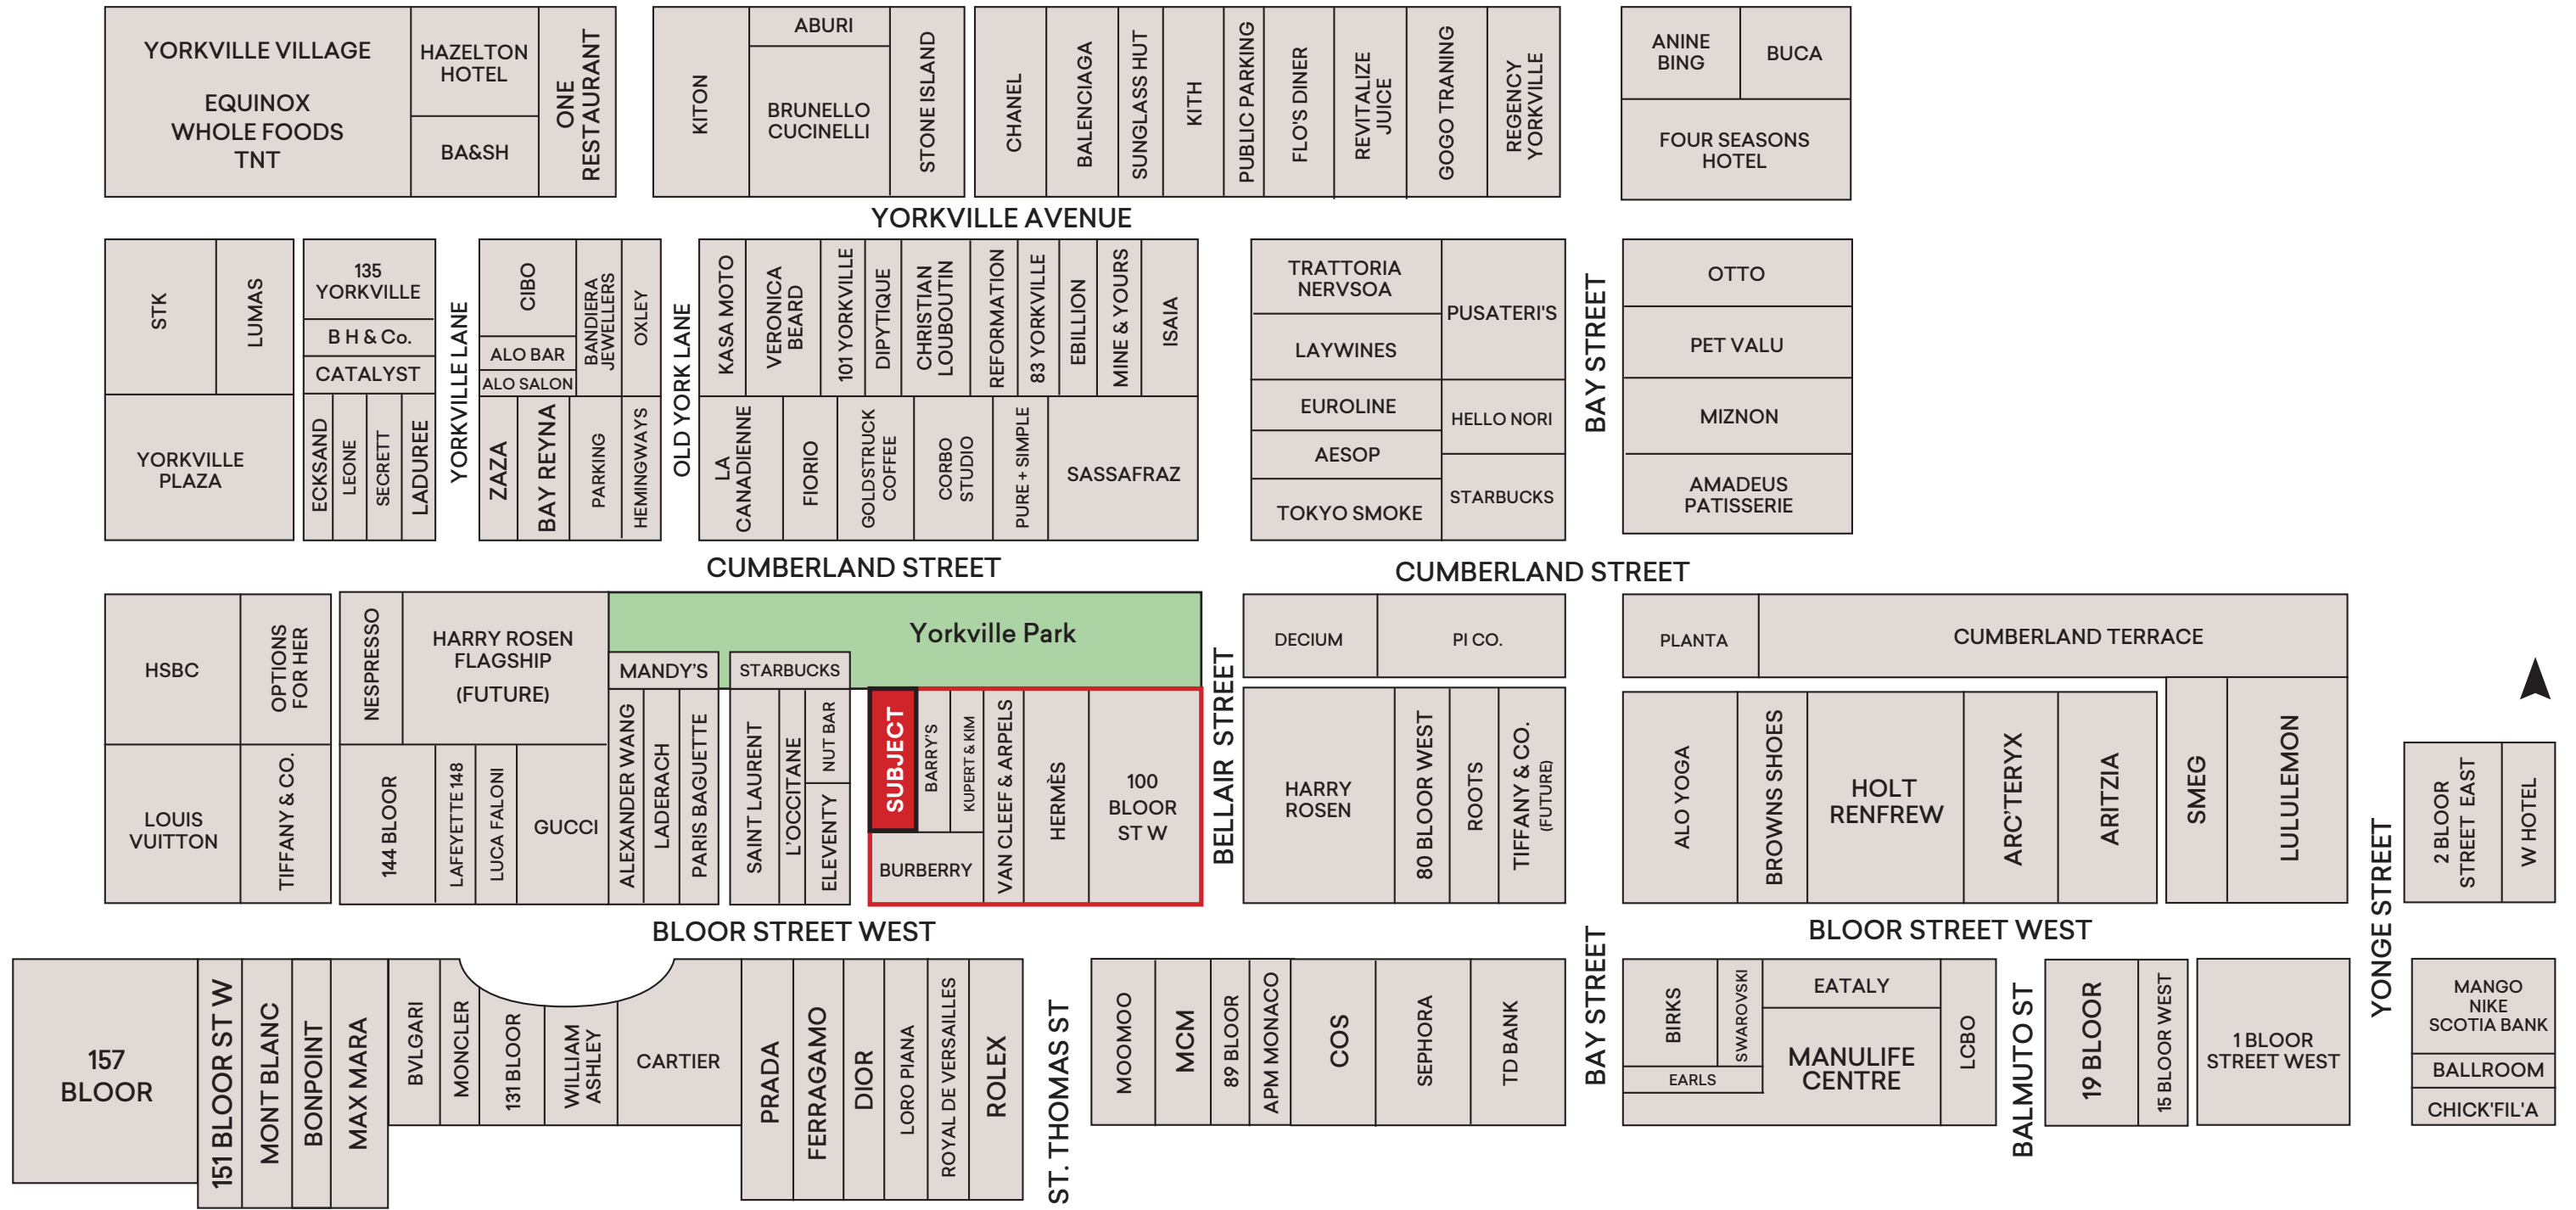 YORKVILLE VILLAGE
EQUINOX
WHOLE FOODS
TNT
HAZELTON
HOTEL
BA&SH
ONE
RESTAURANT
KITON
ABURI
BRUNELLO
CUCINELLI
STONE ISLAND
CHANEL
BALENCIAGA
SUNGLASS HUT
KITH
PUBLIC PARKING
FLO'S DINER
REVITALIZE
JUICE
GOGO TRANING
REGENCY
YORKVILLE
ANINE
BING
BUCA
FOUR SEASONS
HOTEL
YORKVILLE AVENUE
STK
LUMAS
YORKVILLE
PLAZA
135
YORKVILLE
B H & Co.
CATALYST
ECKSAND
LEONE
SECRETT
LADUREE
YORKVILLE LANE
CIBO
ALO BAR
ALO SALON
BANDIERA
JEWELLERS
OXLEY
ZAZA
BAY REYNA
PARKING
HEMINGWAYS
OLD YORK LANE
KASA MOTO
VERONICA
BEARD
101 YORKVILLE
DIPYTIQUE
CHRISTIAN
LOUBOUTIN
REFORMATION
83 YORKVILLE
EBILLION
MINE & YOURS
ISAIA
LA
CANADIENNE
FIORIO
GOLDSTRUCK
COFFEE
CORBO
STUDIO
PURE + SIMPLE
SASSAFRAZ
TRATTORIA
NERVSOA
LAYWINES
EUROLINE
AESOP
TOKYO SMOKE
PUSATERI'S
HELLO NORI
STARBUCKS
BAY STREET
OTTO
PET VALU
MIZNON
AMADEUS
PATISSERIE
CUMBERLAND STREET
CUMBERLAND STREET
HSBC
OPTIONS
FOR HER
LOUIS
VUITTON
TIFFANY & CO.
NESPRESSO
HARRY ROSEN
FLAGSHIP
(FUTURE)
144 BLOOR
LAFEYETTE 148
LUCA FALONI
GUCCI
Yorkville Park
MANDY'S
ALEXANDER WANG
LADERACH
PARIS BAGUETTE
STARBUCKS
SAINT LAURENT
L'OCCITANE
NUT BAR
ELEVENTY
SUBJECT
BARRY'S
KUPERT & KIM
BURBERRY
VAN CLEEF & ARPELS
HERMÈS
100
BLOOR
ST W
BELLAIR STREET
DECIUM
PI CO.
HARRY
ROSEN
80 BLOOR WEST
ROOTS
TIFFANY & CO.
(FUTURE)
PLANTA
CUMBERLAND TERRACE
ALO YOGA
BROWNS SHOES
HOLT
RENFREW
ARC'TERYX
ARITZIA
SMEG
LULULEMON
YONGE STREET
2 BLOOR
STREET EAST
W HOTEL
BLOOR STREET WEST
BLOOR STREET WEST
157
BLOOR
151 BLOOR ST W
MONT BLANC
BONPOINT
MAX MARA
BVLGARI
MONCLER
131 BLOOR
WILLIAM
ASHLEY
CARTIER
PRADA
FERRAGAMO
DIOR
LORO PIANA
ROYAL DE VERSAILLES
ROLEX
ST. THOMAS ST
MOOMOO
MCM
89 BLOOR
APM MONACO
COS
SEPHORA
TD BANK
BAY STREET
BIRKS
SWAROVSKI
EARLS
EATALY
MANULIFE
CENTRE
LCBO
BALMUTO ST
19 BLOOR
15 BLOOR WEST
1 BLOOR
STREET WEST
MANGO
NIKE
SCOTIA BANK
BALLROOM
CHICK'FIL'A